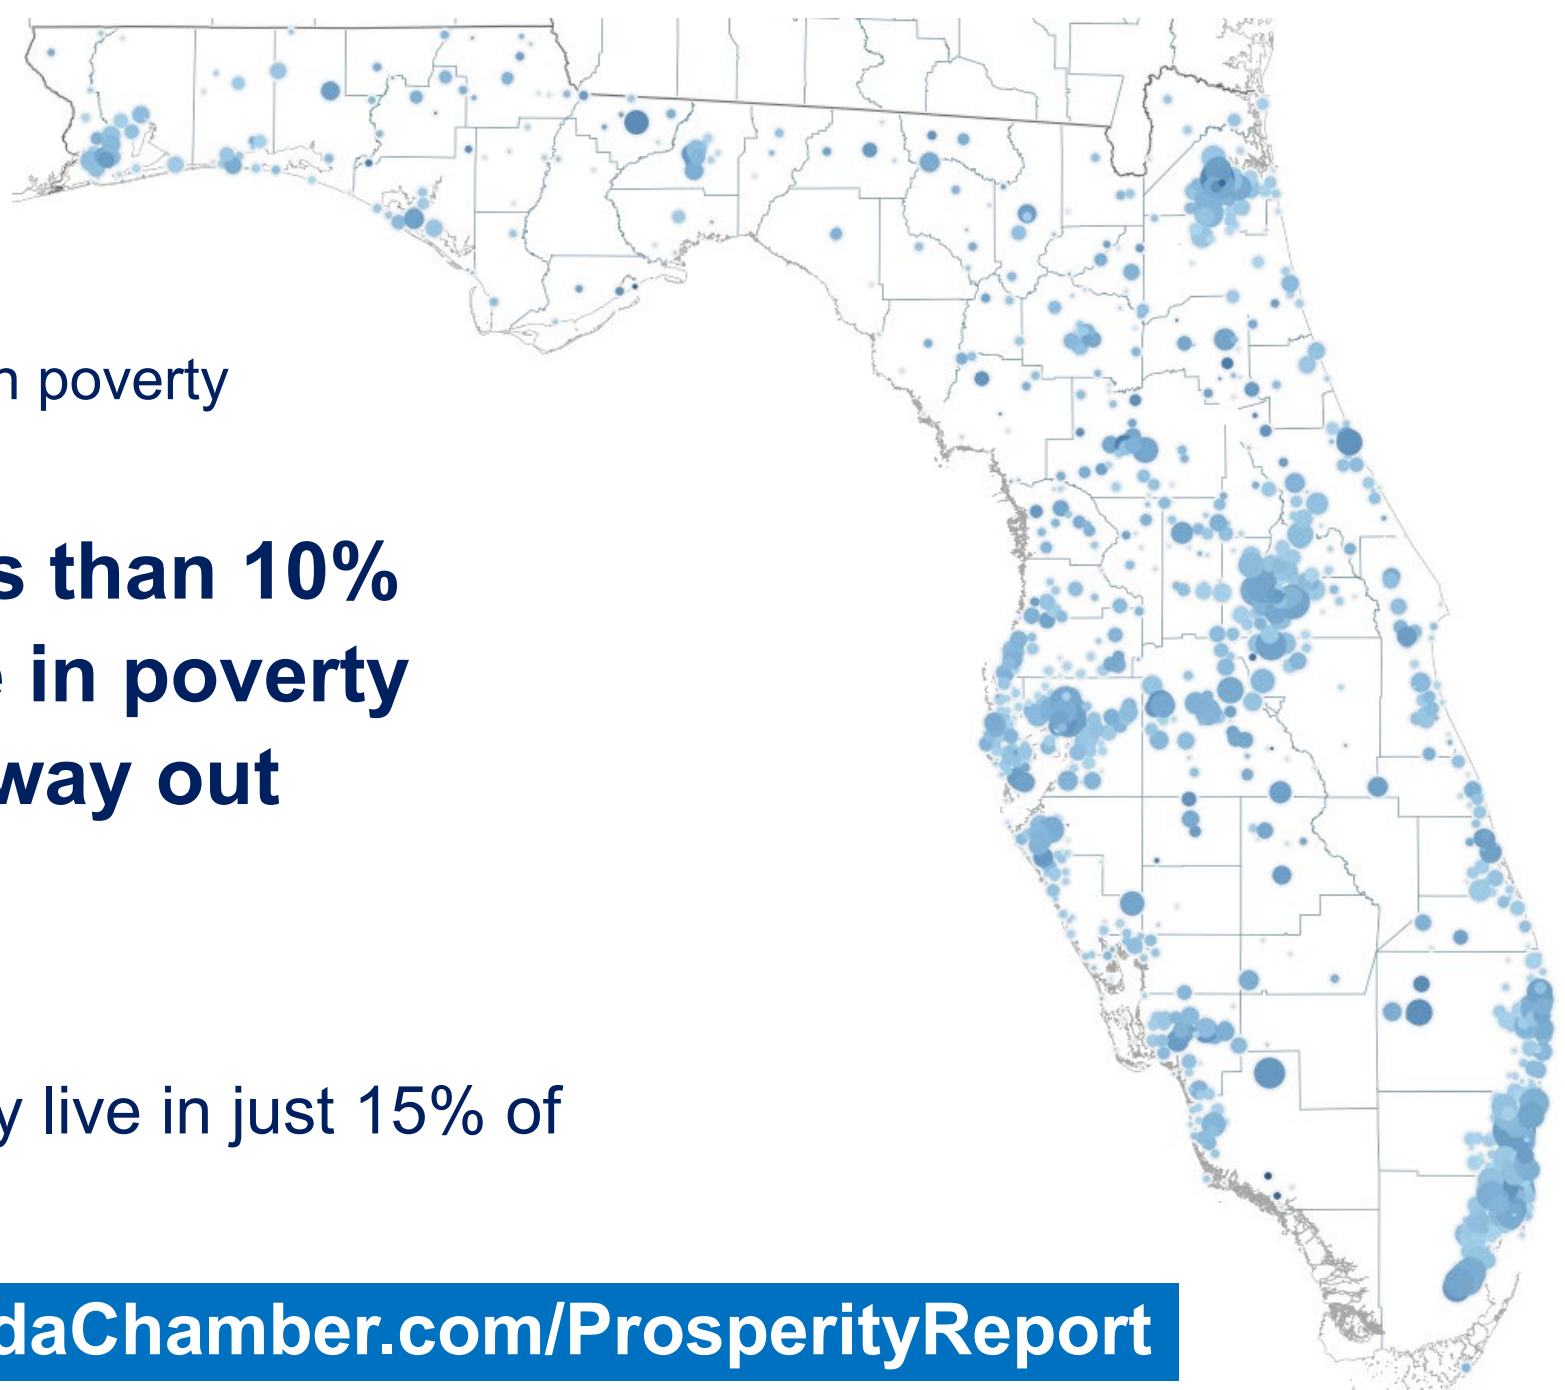 n poverty
s than 10%
e in poverty
way out
y live in just 15% of
daChamber.com/ProsperityReport